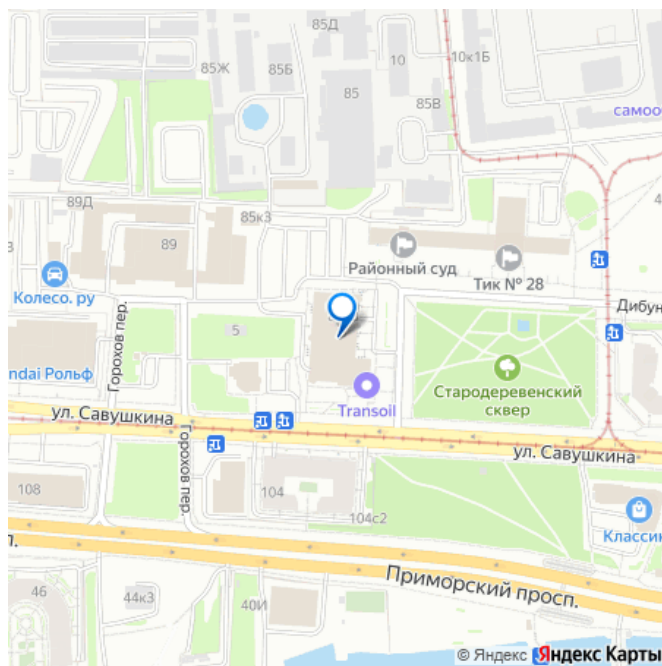 85Д
85Ж
85Б
10
10к1Б
85
85В
самоо
89Д
85к3
89
Районный суд
Тик № 28
Колесо. ру
Дибун
Горохов пер.
5
ndai Рольф
Стародеревенский
сквер
Transoil
ул. Савушкина
ул. Савушкина
Горохов пер.
108
104
104с2
Классик
Приморский просп.
46
44к3
40И
© Яндекс Яндекс Карты